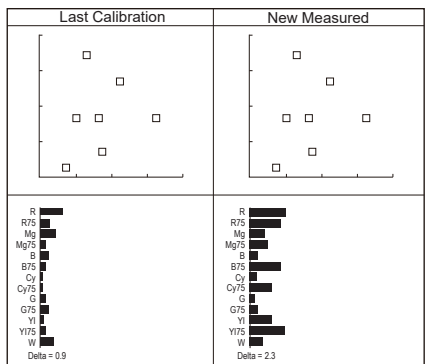 Last Calibration
New Measured
R
R75
Mg
Mg75
B
B75
Cy
Cy75
G
G75
Yl
Yl75
W
Delta = 0.9
R
R75
Mg
Mg75
B
B75
Cy
Cy75
G
G75
Yl
Yl75
W
Delta = 2.3